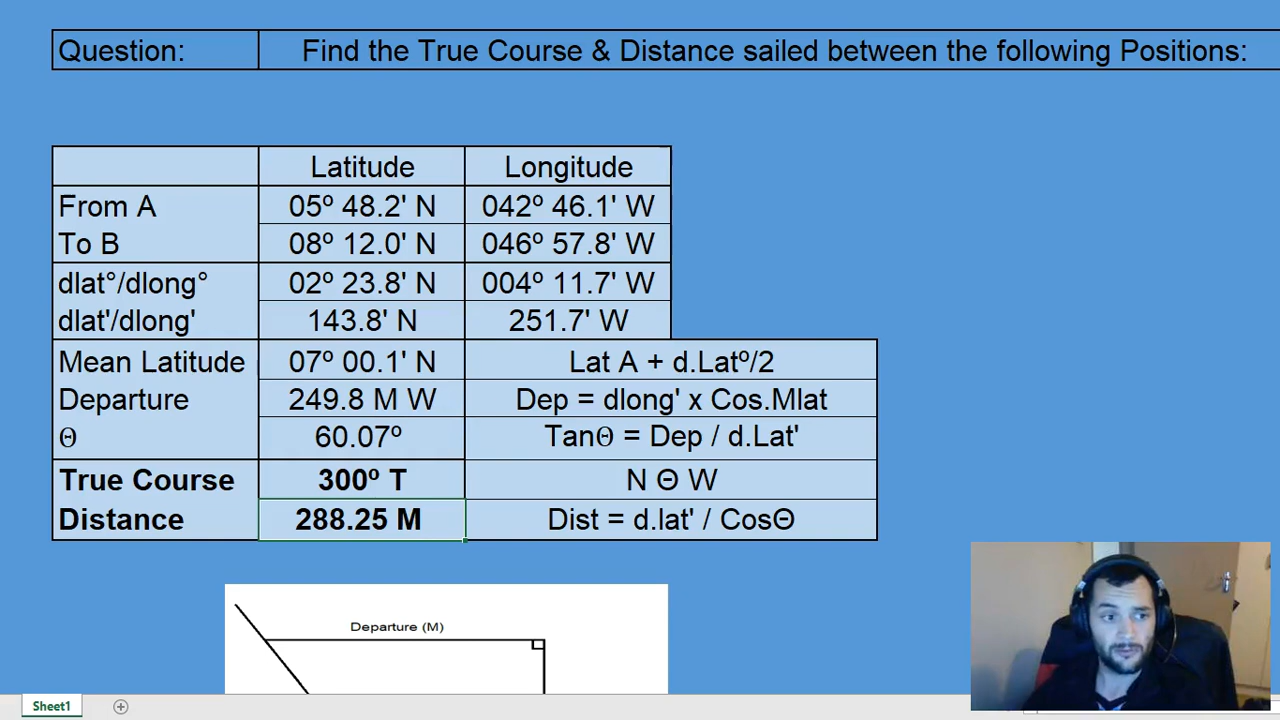 Question: Find the True Course & Distance sailed between the following Positions:
Latitude Longitude
From A 05º 48.2' N 042º 46.1' W
To B 08º 12.0' N 046º 57.8' W
dlat°/dlong° 02º 23.8' N 004º 11.7' W
dlat'/dlong' 143.8' N 251.7' W
Mean Latitude 07º 00.1' N Lat A + d.Latº/2
Departure 249.8 M W Dep = dlong' x Cos.Mlat
Θ 60.07º TanΘ = Dep / d.Lat'
True Course 300º T N Θ W
Distance 288.25 M Dist = d.lat' / CosΘ
Departure (M)
Sheet1